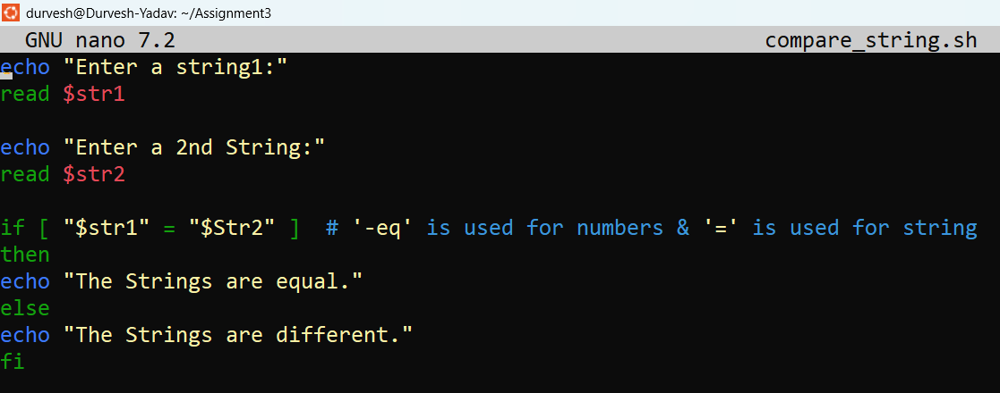 durvesh@Durvesh-Yadav: ~/Assignment3
GNU nano 7.2 compare_string.sh
echo "Enter a string1:"
read $str1
echo "Enter a 2nd String:"
read $str2
if [ "$str1" = "$Str2" ]  # '-eq' is used for numbers & '=' is used for string
then
echo "The Strings are equal."
else
echo "The Strings are different."
fi